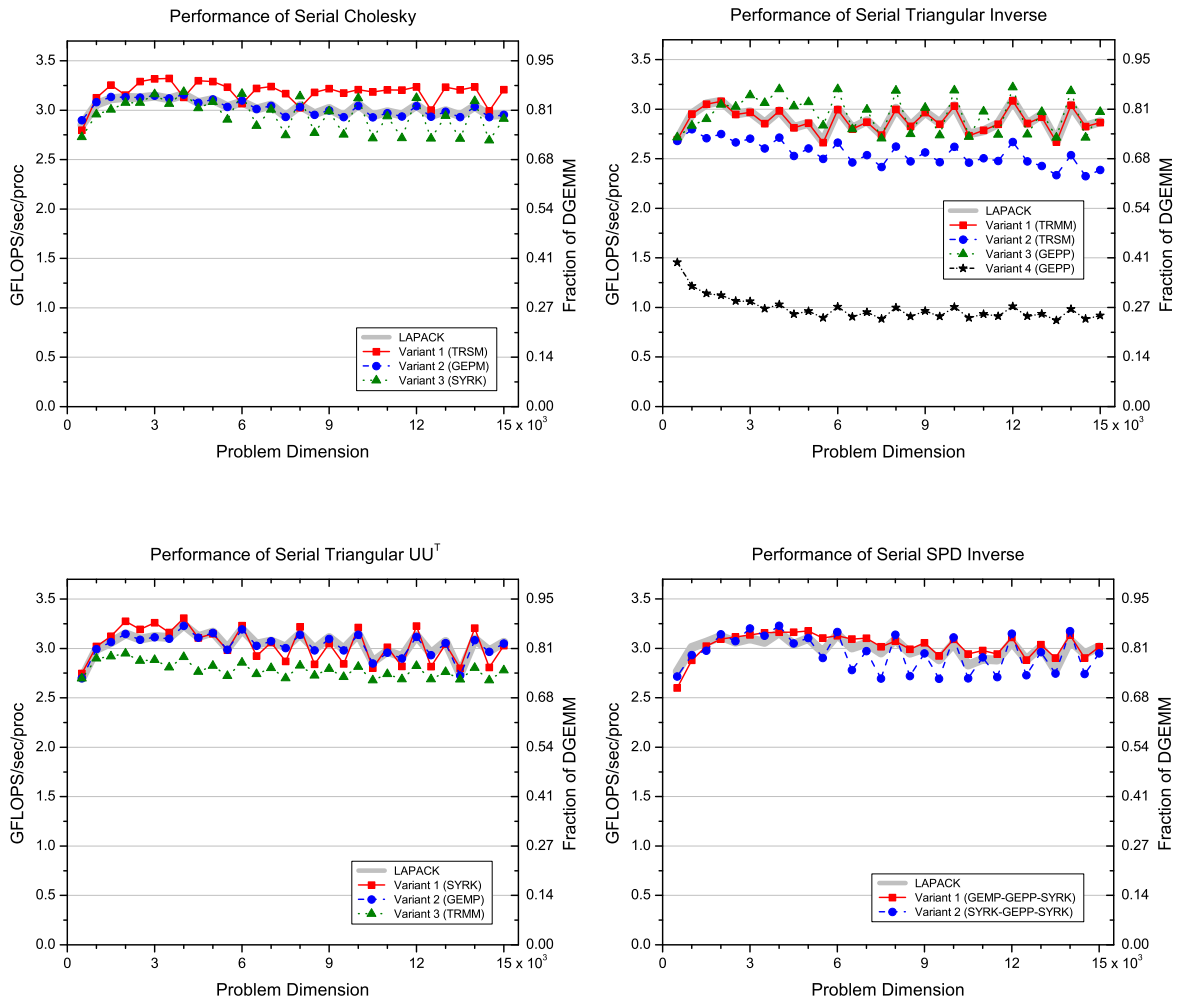 Performance of Serial Cholesky
GFLOPS/sec/proc
3.5
3.0
2.5
2.0
1.5
1.0
0.5
0.0
0.95
0.81
0.68
0.54
0.41
0.27
0.14
0.00
Fraction of DGEMM
LAPACK
Variant 1 (TRSM)
Variant 2 (GEPM)
Variant 3 (SYRK)
0 3 6 9 12 15 x 10³
Problem Dimension
Performance of Serial Triangular Inverse
GFLOPS/sec/proc
3.5
3.0
2.5
2.0
1.5
1.0
0.5
0.0
0.95
0.81
0.68
0.54
0.41
0.27
0.14
0.00
Fraction of DGEMM
LAPACK
Variant 1 (TRMM)
Variant 2 (TRSM)
Variant 3 (GEPP)
Variant 4 (GEPP)
0 3 6 9 12 15 x 10³
Problem Dimension
Performance of Serial Triangular UUᵀ
GFLOPS/sec/proc
3.5
3.0
2.5
2.0
1.5
1.0
0.5
0.0
0.95
0.81
0.68
0.54
0.41
0.27
0.14
0.00
Fraction of DGEMM
LAPACK
Variant 1 (SYRK)
Variant 2 (GEMP)
Variant 3 (TRMM)
0 3 6 9 12 15 x 10³
Problem Dimension
Performance of Serial SPD Inverse
GFLOPS/sec/proc
3.5
3.0
2.5
2.0
1.5
1.0
0.5
0.0
0.95
0.81
0.68
0.54
0.41
0.27
0.14
0.00
Fraction of DGEMM
LAPACK
Variant 1 (GEMP-GEPP-SYRK)
Variant 2 (SYRK-GEPP-SYRK)
0 3 6 9 12 15 x 10³
Problem Dimension